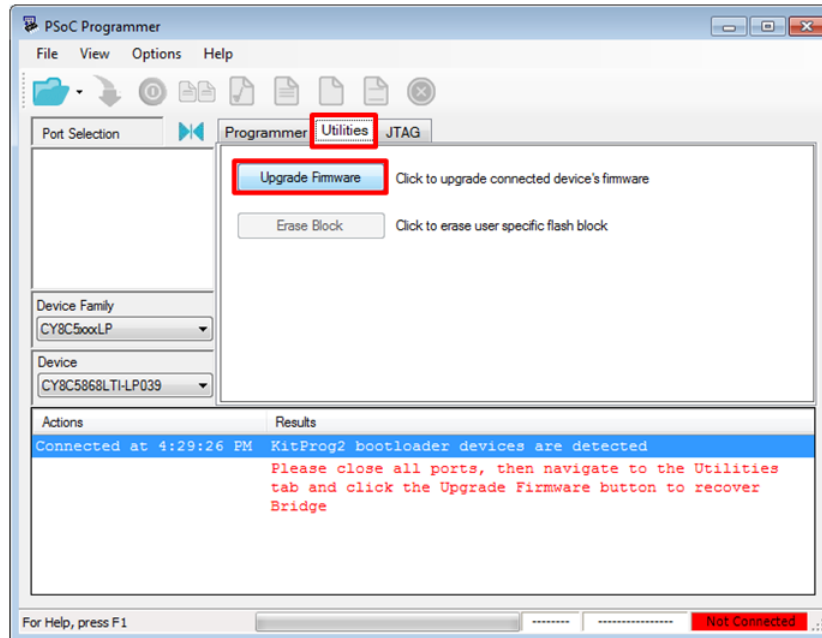 PSoC Programmer
File View Options Help
Port Selection
Programmer Utilities JTAG
Upgrade Firmware Click to upgrade connected device's firmware
Erase Block Click to erase user specific flash block
Device Family
CY8C5xxxLP
Device
CY8C5868LTI-LP039
Actions Results
Connected at 4:29:26 PM KitProg2 bootloader devices are detected
Please close all ports, then navigate to the Utilities
tab and click the Upgrade Firmware button to recover
Bridge
For Help, press F1 -------- --------------- Not Connected